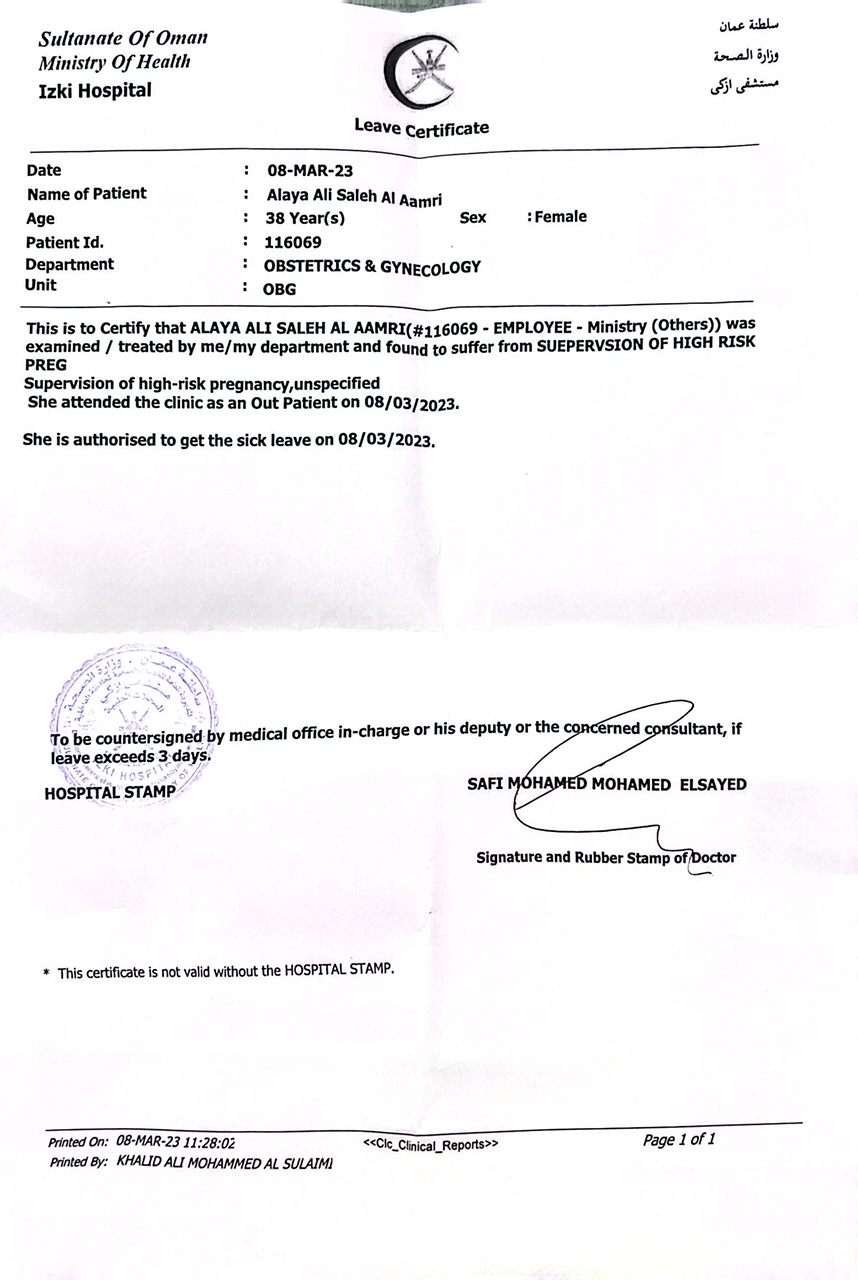 Sultanate Of Oman
Ministry Of Health
Izki Hospital
سلطنة عمان
وزارة الصحة
مستشفى ازكى
Leave Certificate
Date : 08-MAR-23
Name of Patient : Alaya Ali Saleh Al Aamri
Age : 38 Year(s) Sex : Female
Patient Id. : 116069
Department : OBSTETRICS & GYNECOLOGY
Unit : OBG
This is to Certify that ALAYA ALI SALEH AL AAMRI(#116069 - EMPLOYEE - Ministry (Others)) was
examined / treated by me/my department and found to suffer from SUEPERVSION OF HIGH RISK
PREG
Supervision of high-risk pregnancy,unspecified
She attended the clinic as an Out Patient on 08/03/2023.
She is authorised to get the sick leave on 08/03/2023.
To be countersigned by medical office in-charge or his deputy or the concerned consultant, if
leave exceeds 3 days.
HOSPITAL STAMP
SAFI MOHAMED MOHAMED ELSAYED
Signature and Rubber Stamp of Doctor
* This certificate is not valid without the HOSPITAL STAMP.
Printed On: 08-MAR-23 11:28:02 <<Clc_Clinical_Reports>> Page 1 of 1
Printed By: KHALID ALI MOHAMMED AL SULAIMI